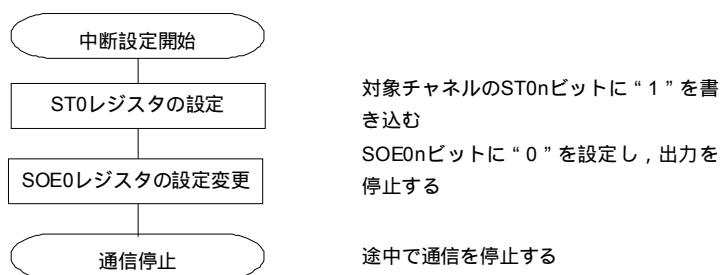 中断設定開始
ST0レジスタの設定
対象チャネルのST0nビットに“1”を書
き込む
SOE0レジスタの設定変更
SOE0nビットに“0”を設定し，出力を
停止する
通信停止
途中で通信を停止する